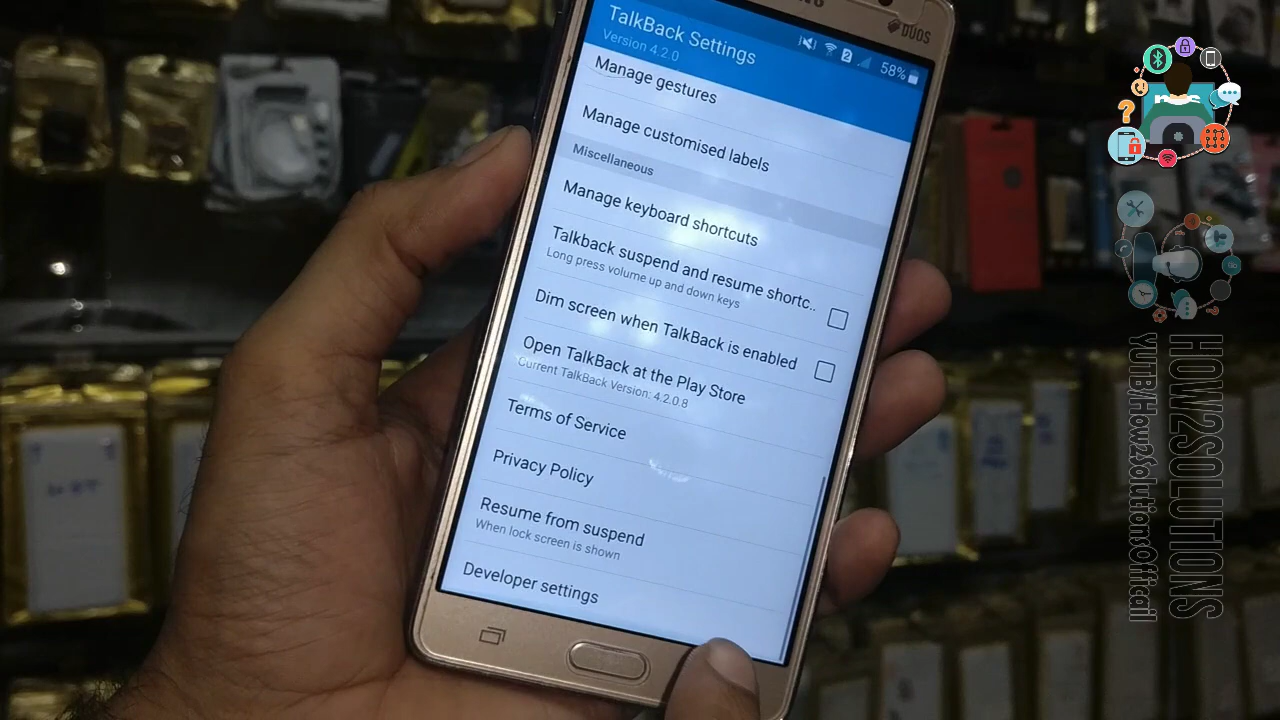 DUOS
TalkBack Settings
Version 4.2.0
2
58%
Manage gestures
Manage customised labels
Miscellaneous
Manage keyboard shortcuts
Talkback suspend and resume shortc..
Long press volume up and down keys
Dim screen when TalkBack is enabled
Open TalkBack at the Play Store
Current TalkBack Version: 4.2.0.8
Terms of Service
Privacy Policy
Resume from suspend
When lock screen is shown
Developer settings
HOW2SOLUTIONS
YUTB/How2SolutionsOffcail